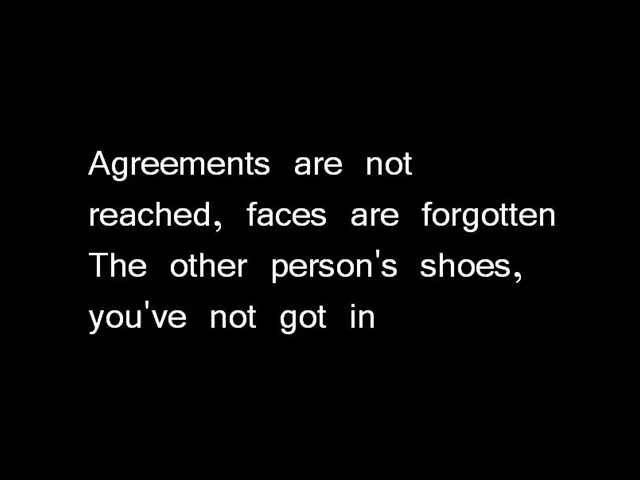 Agreements are not
reached, faces are forgotten
The other person's shoes,
you've not got in